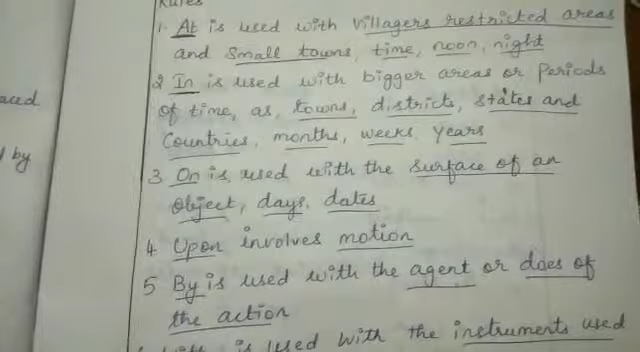 Rules
1. At is used with villagers restricted areas
and small towns, time, noon, night
2 In is used with bigger areas or Periods
of time, as, towns, districts, states and
Countries, months, weeks years
3 On is used with the surface of an
object, days, dates
4 Upon involves motion
5 By is used with the agent or does of
the action
is used with the instruments used
by